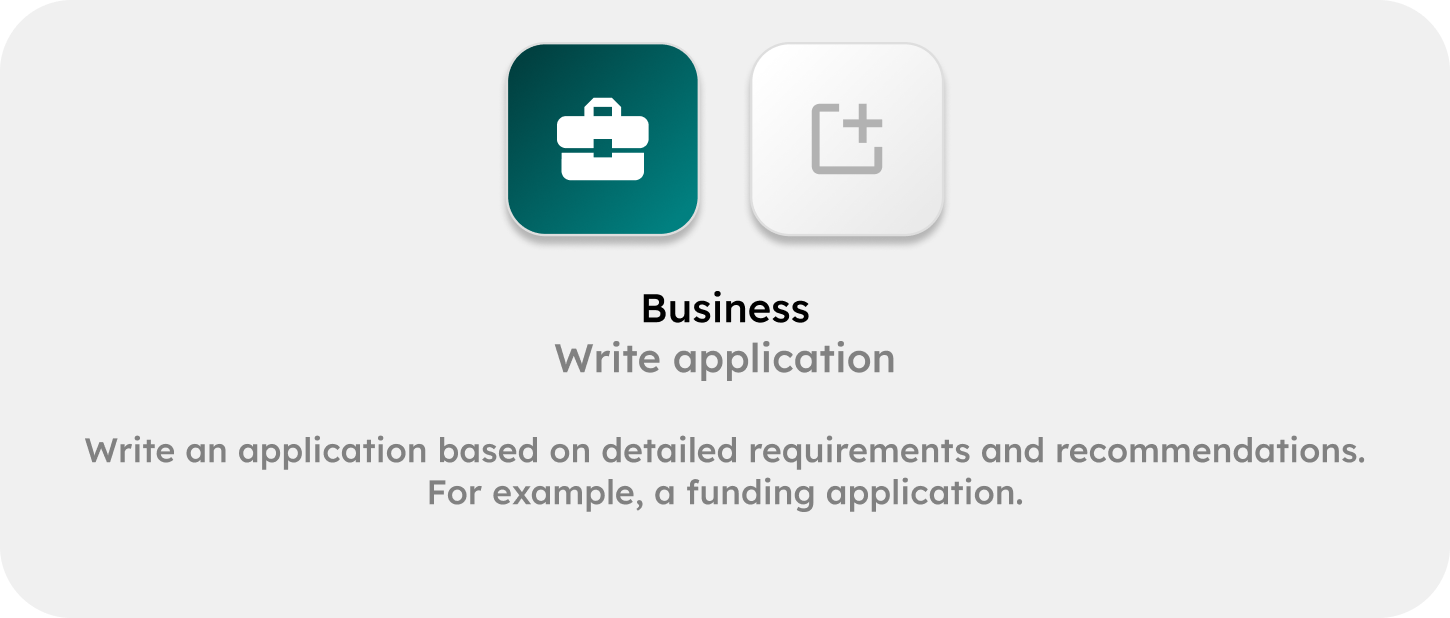 Business
Write application
Write an application based on detailed requirements and recommendations.
For example, a funding application.